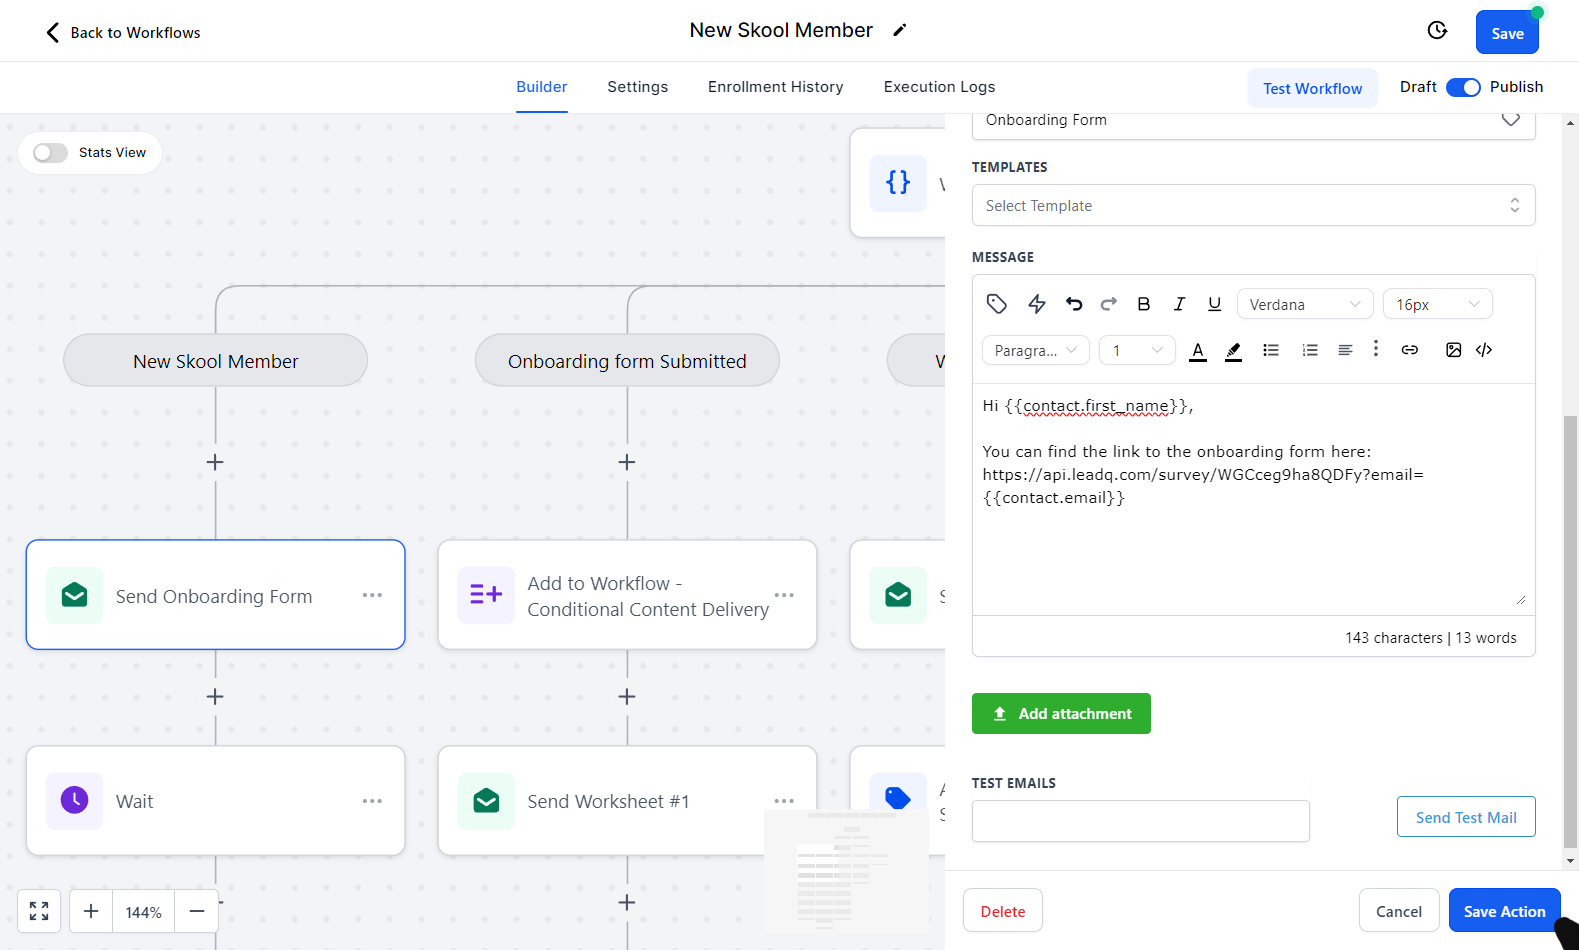 Back to Workflows
New Skool Member
Save
Builder
Settings
Enrollment History
Execution Logs
Test Workflow
Draft
Publish
Stats View
New Skool Member
Onboarding form Submitted
Send Onboarding Form
Add to Workflow -
Conditional Content Delivery
Wait
Send Worksheet #1
144%
Onboarding Form
TEMPLATES
Select Template
MESSAGE
Verdana
16px
Paragra...
1
Hi {{contact.first_name}},
You can find the link to the onboarding form here:
https://api.leadq.com/survey/WGCceg9ha8QDFy?email=
{{contact.email}}
143 characters | 13 words
Add attachment
TEST EMAILS
Send Test Mail
Delete
Cancel
Save Action